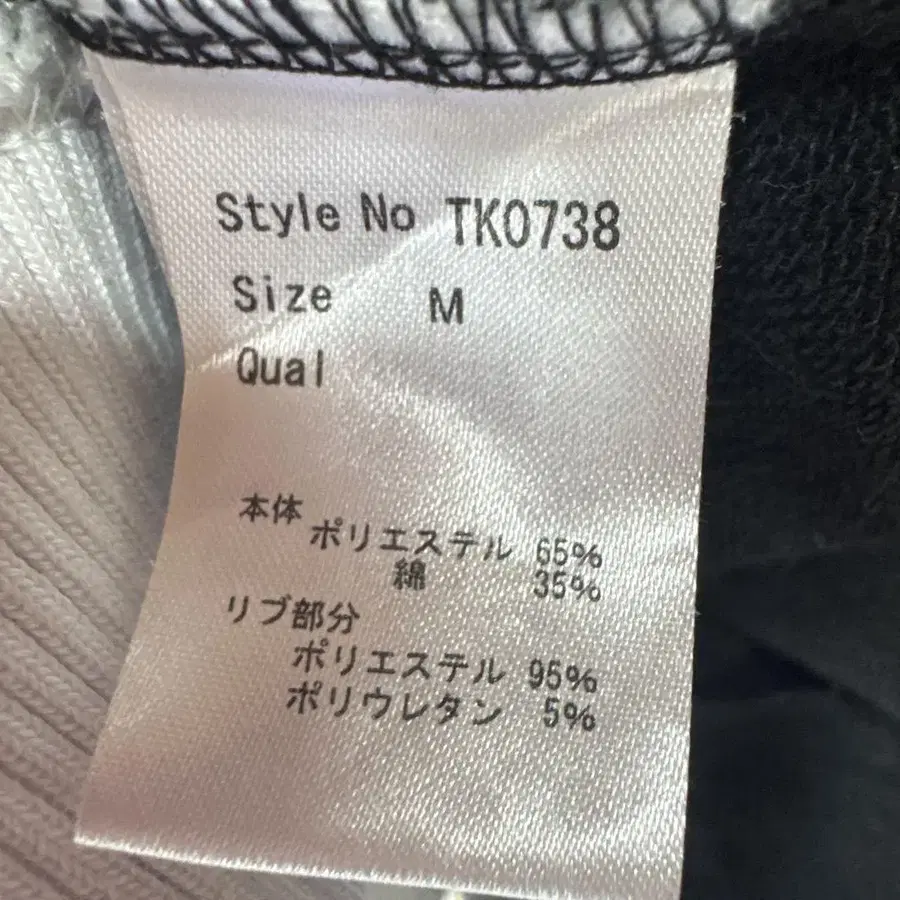 Style No TK0738
Size M
Qual
本体
ポリエステル 65%
綿 35%
リブ部分
ポリエステル 95%
ポリウレタン 5%